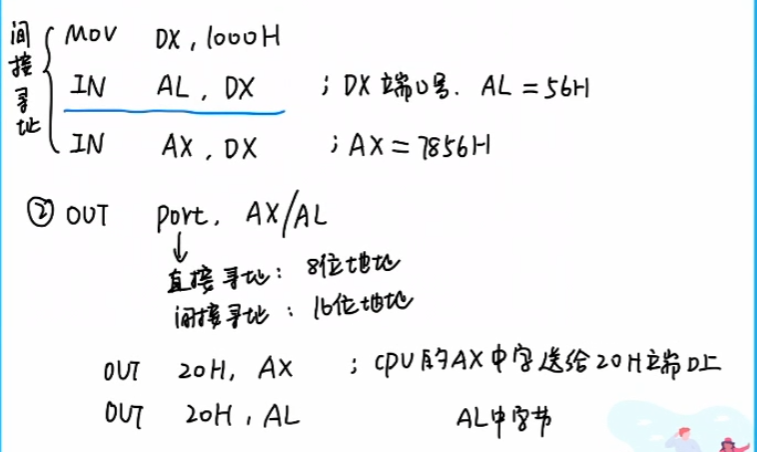 间接寻址
MOV DX, 1000H
IN AL, DX ; DX 端口号. AL = 56H
IN AX, DX ; AX = 7856H
② OUT port, AX/AL
↓
直接寻址: 8位地址
间接寻址: 16位地址
OUT 20H, AX ; CPU的AX中字送给20H端口上
OUT 20H, AL AL中字节